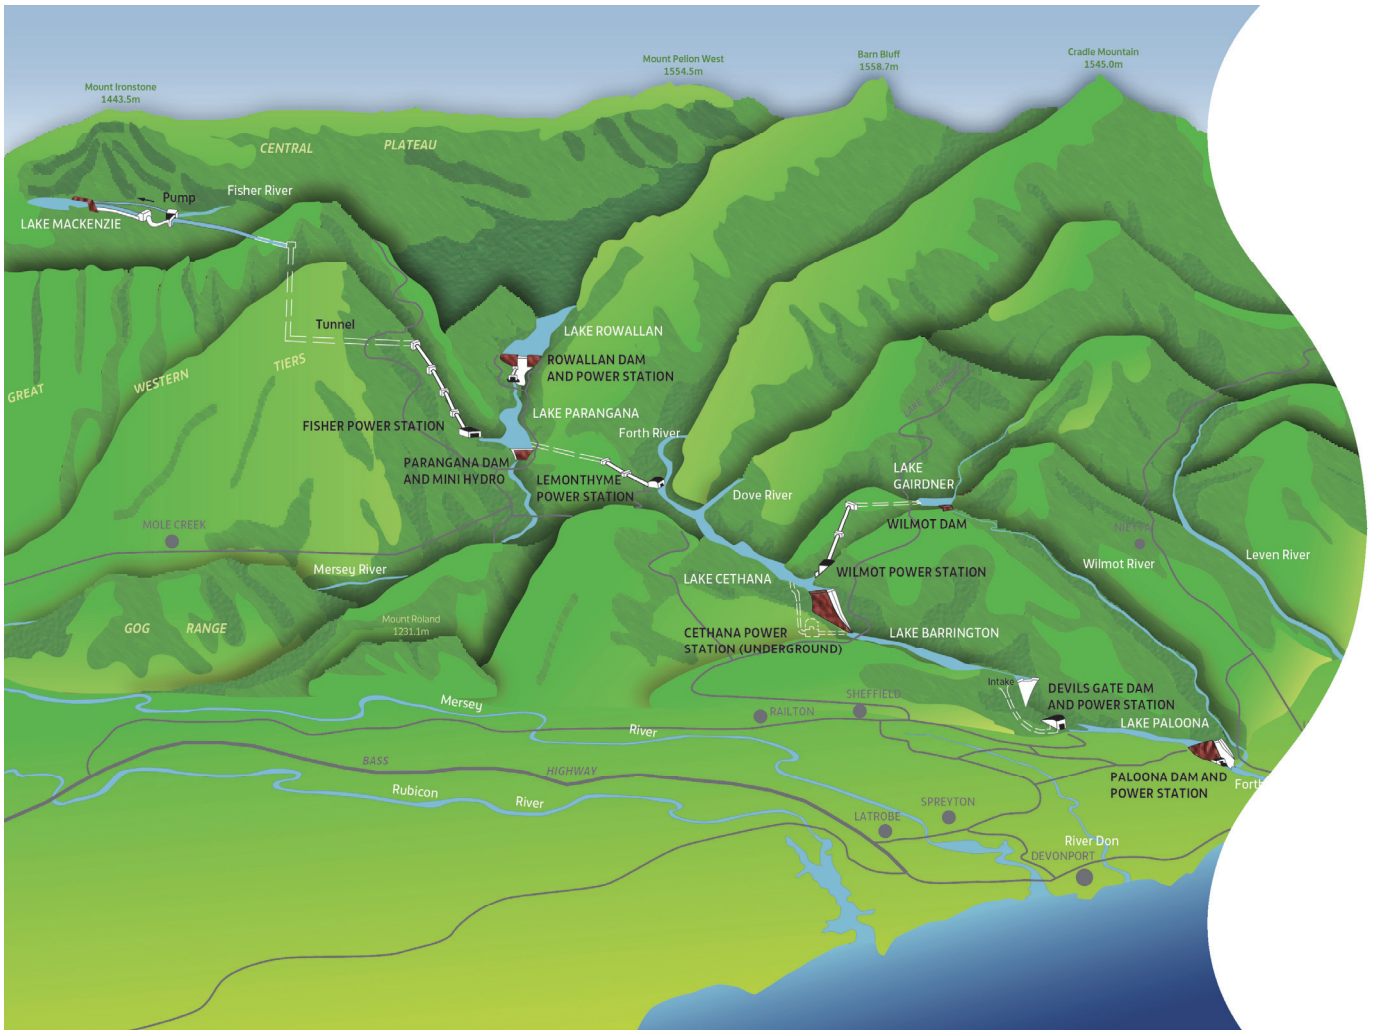 Cradle Mountain
1545.0m
Barn Bluff
1558.7m
Mount Pelion West
1554.5m
Mount Ironstone
1443.5m
CENTRAL PLATEAU
Fisher River
Pump
LAKE MACKENZIE
Tunnel
GREAT WESTERN TIERS
LAKE ROWALLAN
ROWALLAN DAM
AND POWER STATION
LAKE PARANGANA
FISHER POWER STATION
Forth River
PARANGANA DAM
AND MINI HYDRO
LEMONTHYME
POWER STATION
Dove River
LAKE
GAIRDNER
WILMOT DAM
MOLE CREEK
NIETTA
Leven River
Wilmot River
Mersey River
LAKE CETHANA
WILMOT POWER STATION
Mount Roland
1231.1m
GOG RANGE
CETHANA POWER
STATION (UNDERGROUND)
LAKE BARRINGTON
Intake
DEVILS GATE DAM
AND POWER STATION
SHEFFIELD
RAILTON
LAKE PALOONA
Mersey River
BASS HIGHWAY
PALOONA DAM AND
POWER STATION
Forth
Rubicon River
SPREYTON
LATROBE
River Don
DEVONPORT